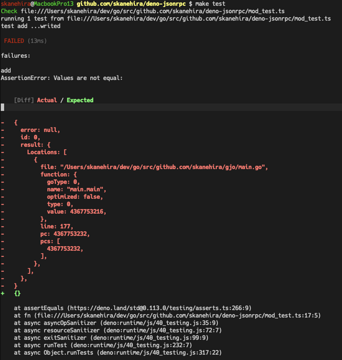 skanehira@MacbookPro13 github.com/skanehira/deno-jsonrpc $ make test
Check file:///Users/skanehira/dev/go/src/github.com/skanehira/deno-jsonrpc/mod_test.ts
running 1 test from file:///Users/skanehira/dev/go/src/github.com/skanehira/deno-jsonrpc/mod_test.ts
test add ...writed
FAILED (13ms)
failures:
add
AssertionError: Values are not equal:
[Diff] Actual / Expected
-   {
-     error: null,
-     id: 0,
-     result: {
-       Locations: [
-         {
-           file: "/Users/skanehira/dev/go/src/github.com/skanehira/gjo/main.go",
-           function: {
-             goType: 0,
-             name: "main.main",
-             optimized: false,
-             type: 0,
-             value: 4367753216,
-           },
-           line: 177,
-           pc: 4367753232,
-           pcs: [
-             4367753232,
-           ],
-         },
-       ],
-     },
-   }
+   {}
at assertEquals (https://deno.land/std@0.113.0/testing/asserts.ts:266:9)
at fn (file:///Users/skanehira/dev/go/src/github.com/skanehira/deno-jsonrpc/mod_test.ts:17:5)
at async asyncOpSanitizer (deno:runtime/js/40_testing.js:35:9)
at async resourceSanitizer (deno:runtime/js/40_testing.js:72:7)
at async exitSanitizer (deno:runtime/js/40_testing.js:99:9)
at async runTest (deno:runtime/js/40_testing.js:232:7)
at async Object.runTests (deno:runtime/js/40_testing.js:317:22)